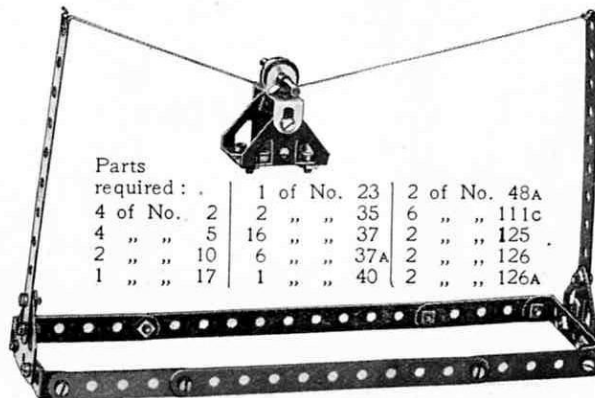 Parts
required : . 1 of No. 23 2 of No. 48A
4 of No. 2 2 „ „ 35 6 „ „ 111c
4 „ „ 5 16 „ „ 37 2 „ „ 125 .
2 „ „ 10 6 „ „ 37A 2 „ „ 126
1 „ „ 17 1 „ „ 40 2 „ „ 126A